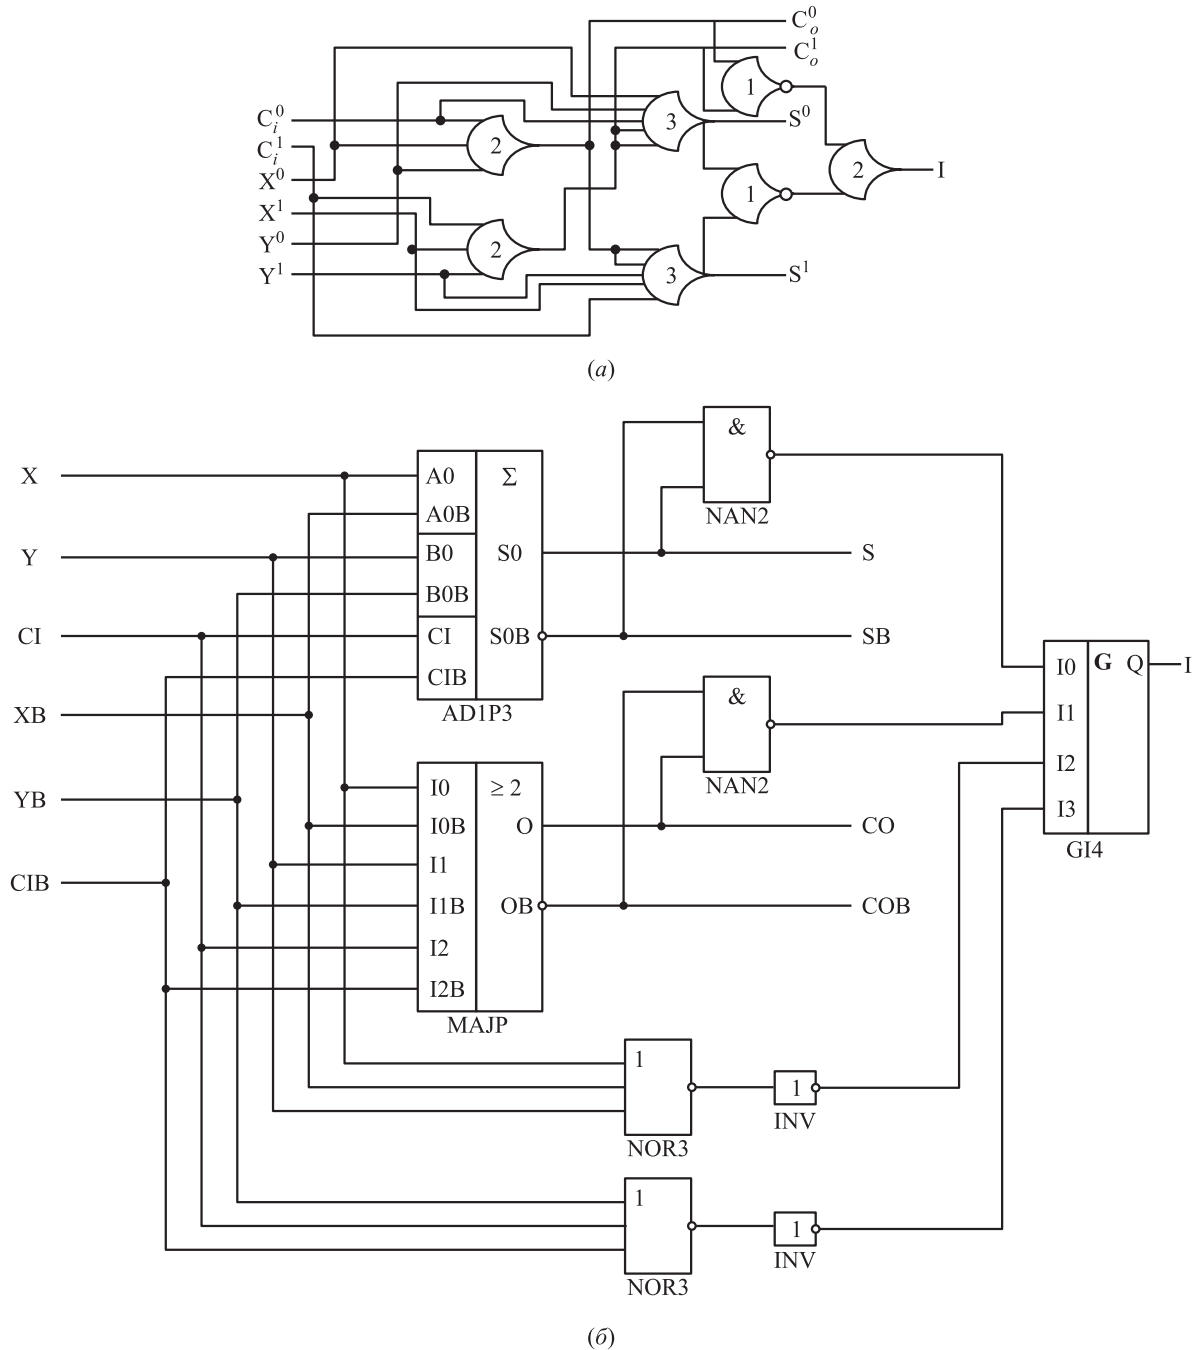 C_o^0
C_o^1
1
C_i^0
3
S^0
C_i^1
2
X^0
2
I
X^1
1
Y^0
2
Y^1
3
S^1
(а)
&
X
A0
Σ
A0B
NAN2
Y
B0
S0
S
B0B
CI
CI
S0B
SB
I0
G
Q
I
CIB
&
XB
AD1P3
I1
I2
I0
≥ 2
NAN2
YB
I3
I0B
O
CO
GI4
I1
CIB
I1B
OB
COB
I2
I2B
MAJP
1
1
INV
NOR3
1
1
INV
NOR3
(б)